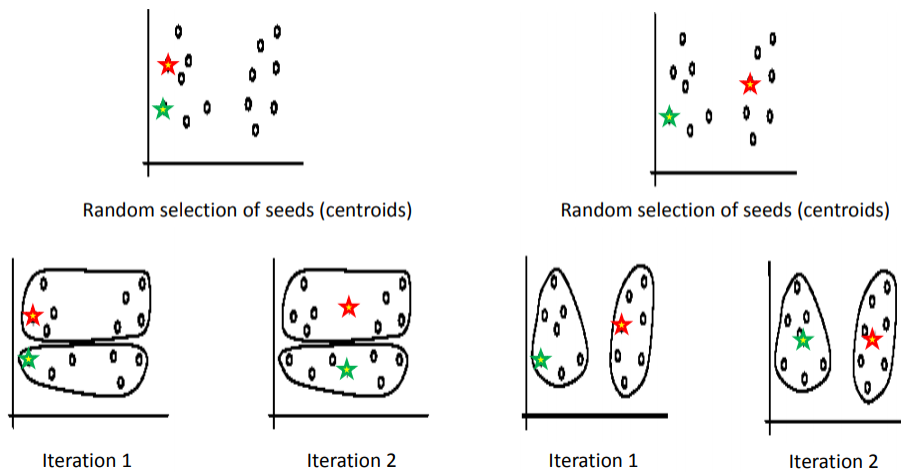 Random selection of seeds (centroids)
Random selection of seeds (centroids)
Iteration 1
Iteration 2
Iteration 1
Iteration 2